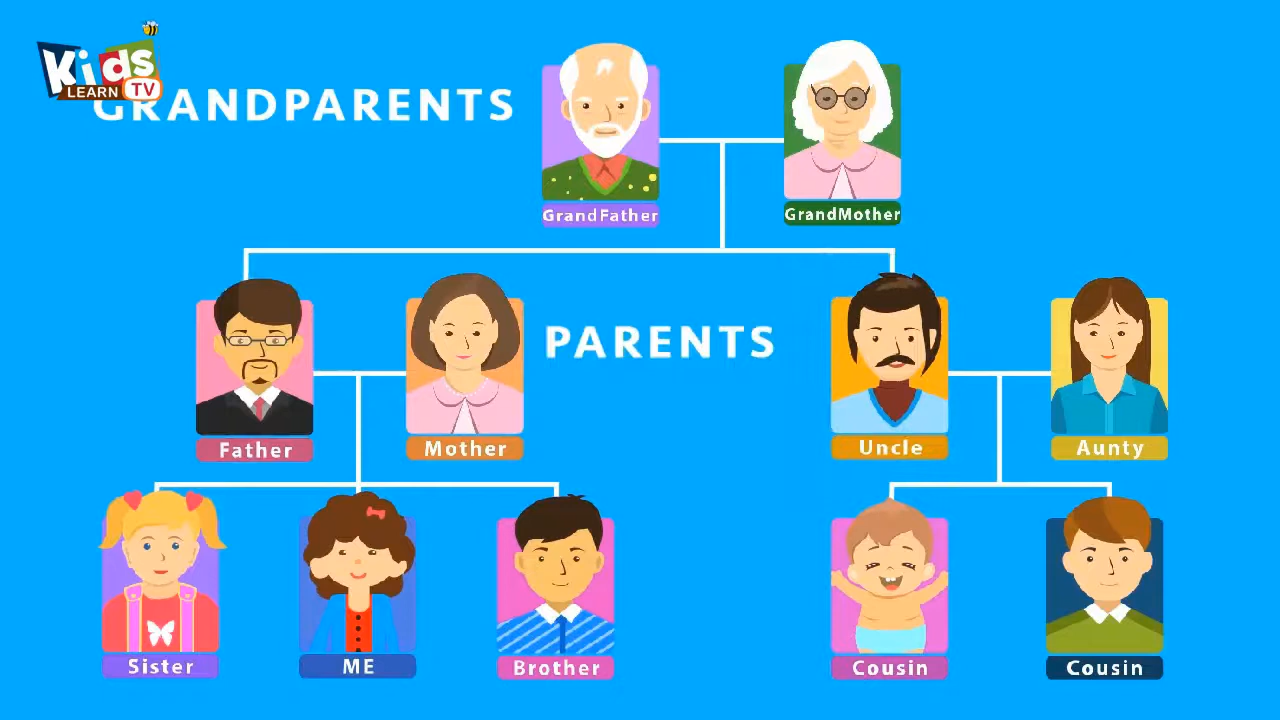 Kids
LEARN TV
GRANDPARENTS
GrandFather
GrandMother
PARENTS
Father
Mother
Uncle
Aunty
Sister
ME
Brother
Cousin
Cousin